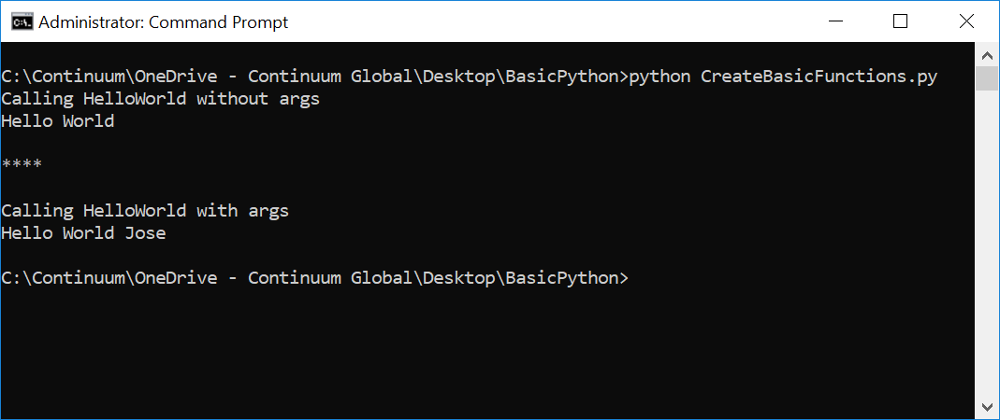 Administrator: Command Prompt
C:\Continuum\OneDrive - Continuum Global\Desktop\BasicPython>python CreateBasicFunctions.py
Calling HelloWorld without args
Hello World
****
Calling HelloWorld with args
Hello World Jose
C:\Continuum\OneDrive - Continuum Global\Desktop\BasicPython>